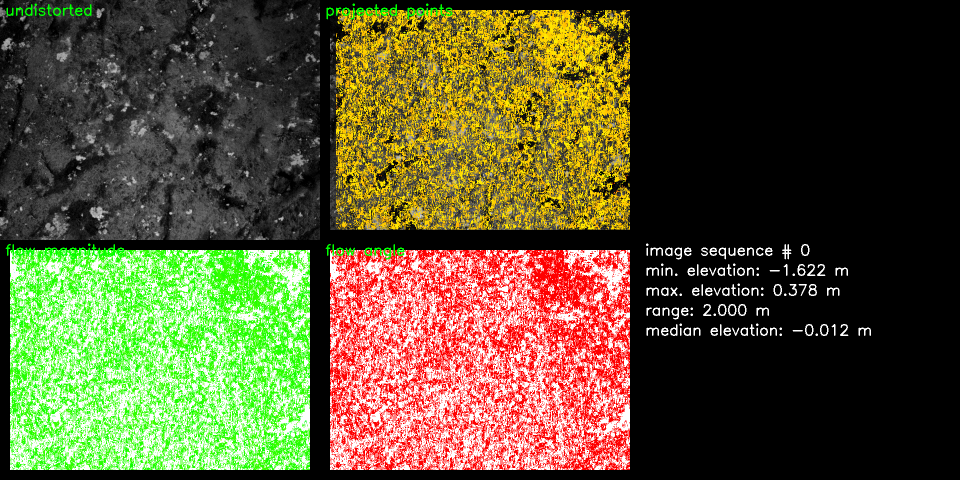 undistorted
projected points
flow magnitude
flow angle
image sequence # 0
min. elevation: −1.622 m
max. elevation: 0.378 m
range: 2.000 m
median elevation: −0.012 m